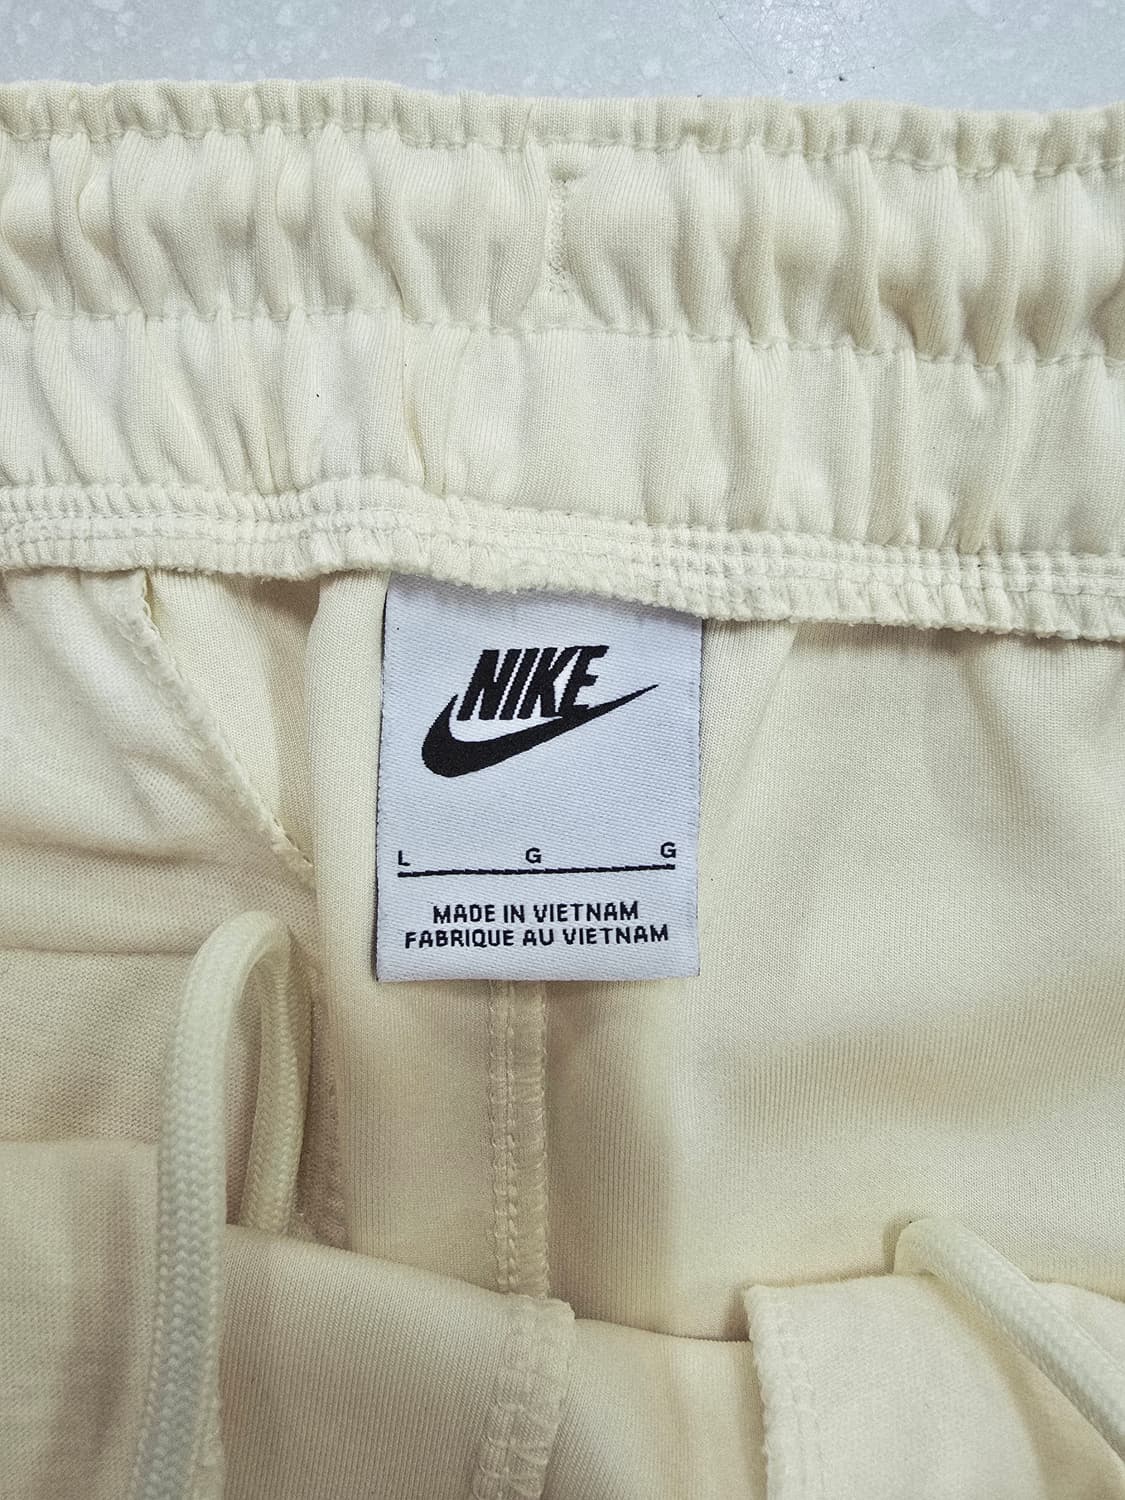 NIKE
L G G
MADE IN VIETNAM
FABRIQUE AU VIETNAM